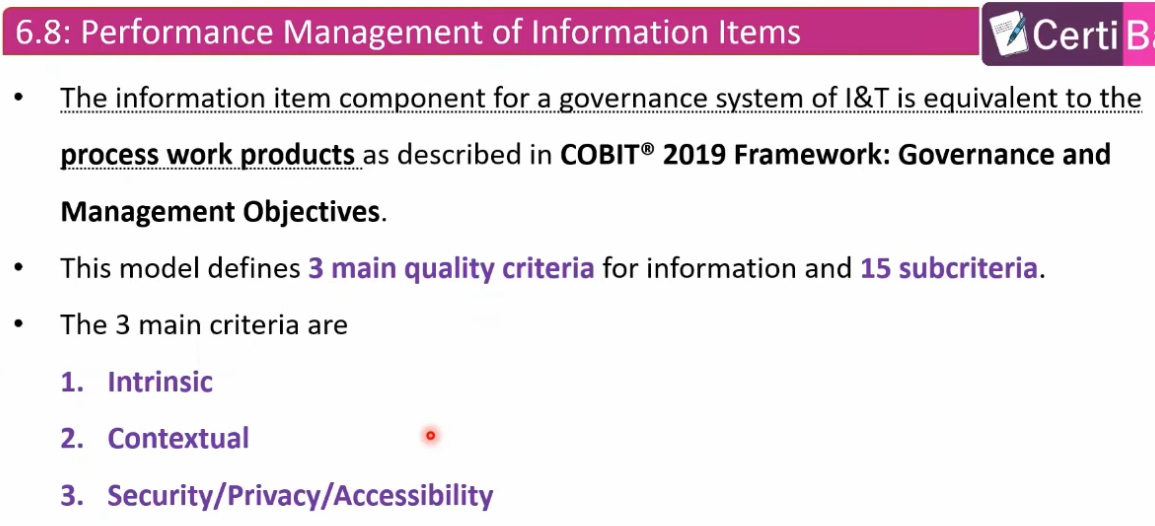 6.8: Performance Management of Information Items
Certi
• The information item component for a governance system of I&T is equivalent to the
process work products as described in COBIT® 2019 Framework: Governance and
Management Objectives.
• This model defines 3 main quality criteria for information and 15 subcriteria.
• The 3 main criteria are
1. Intrinsic
2. Contextual
3. Security/Privacy/Accessibility